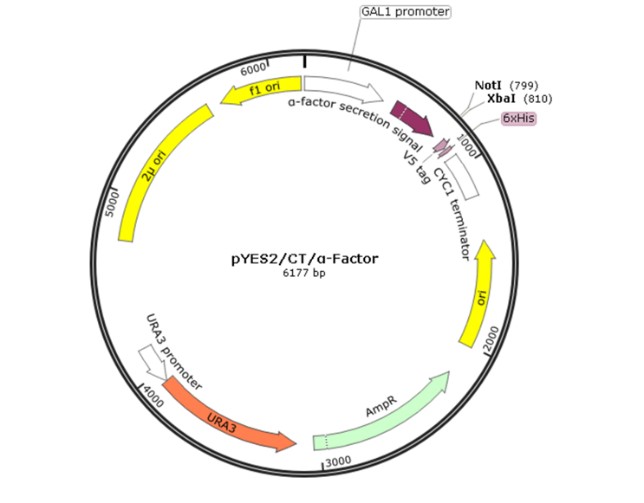 GAL1 promoter
6000
f1 ori
α-factor secretion signal
NotI (799)
XbaI (810)
6xHis
1000
V5 tag
CYC1 terminator
2μ ori
5000
pYES2/CT/α-Factor
6177 bp
ori
2000
URA3 promoter
4000
URA3
AmpR
3000